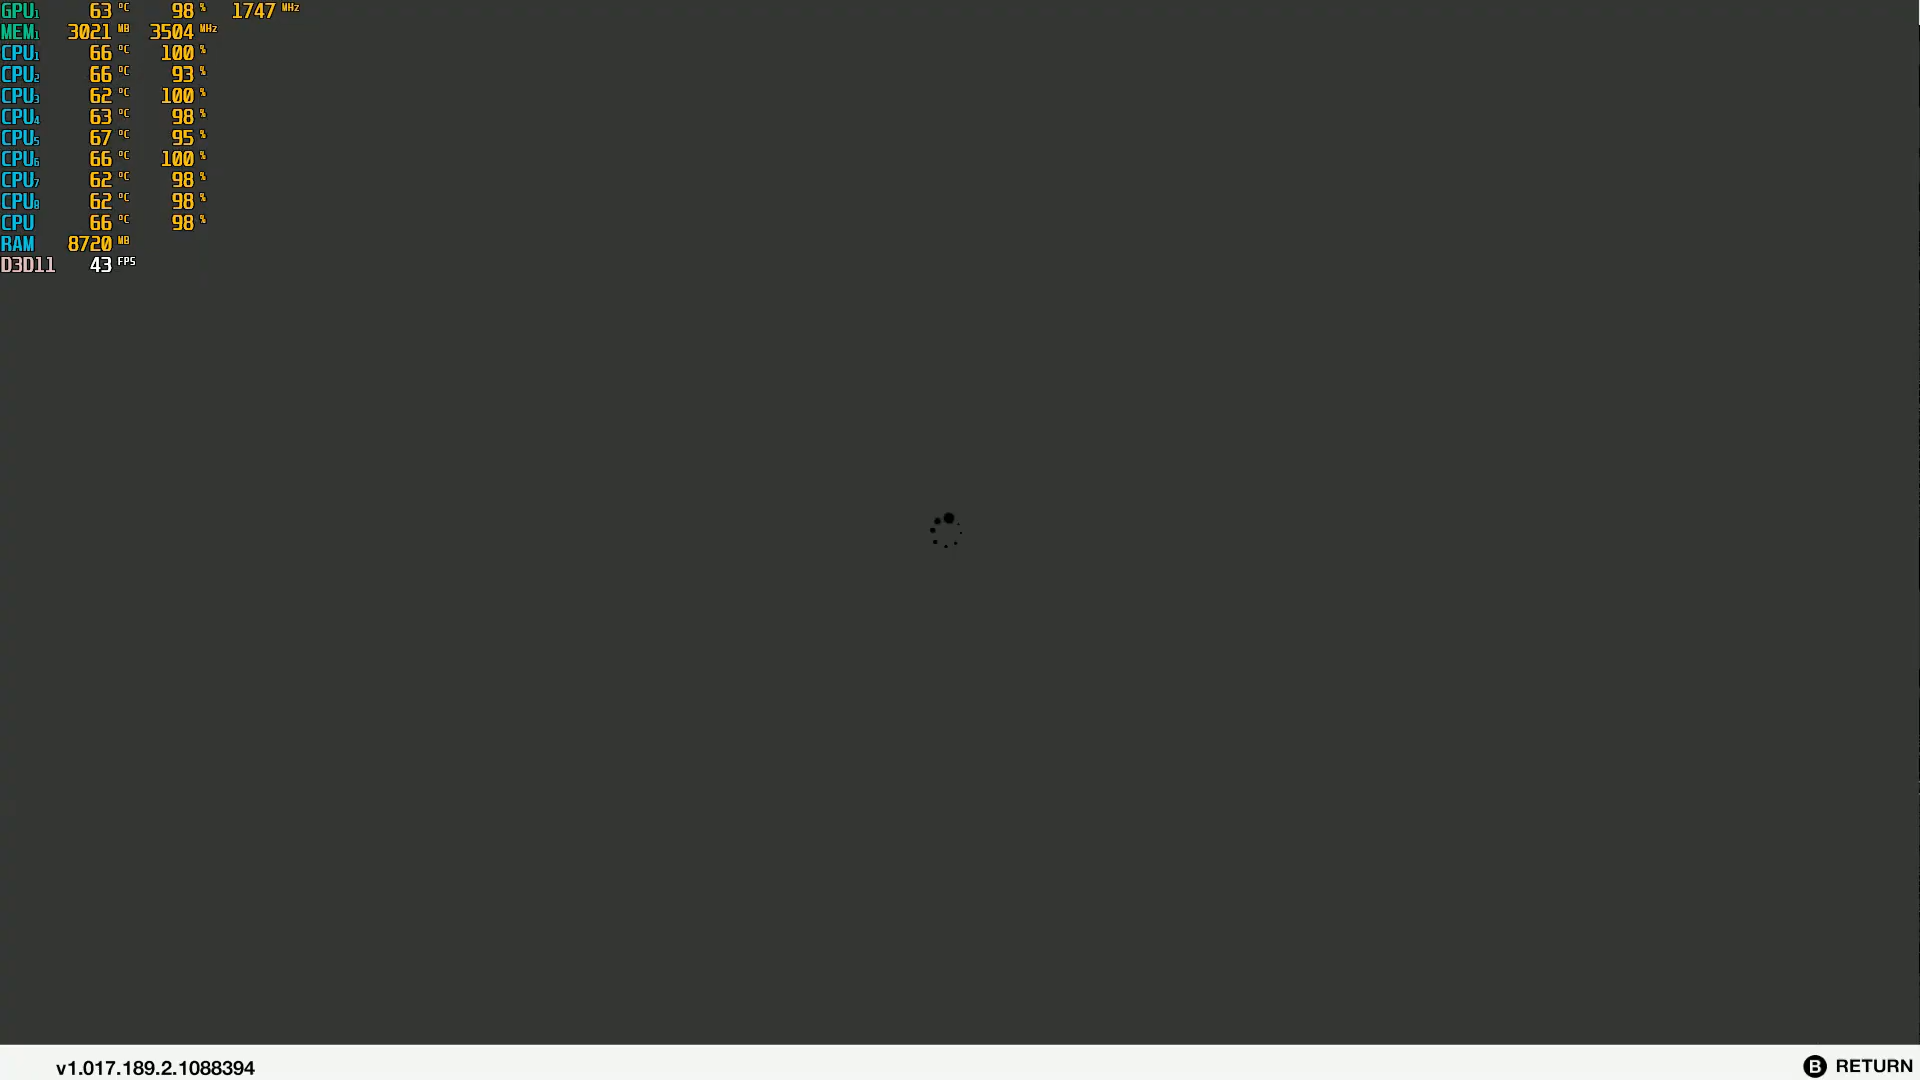 GPU1 63 °C 98 % 1747 MHz
MEM1 3021 MB 3504 MHz
CPU1 66 °C 100 %
CPU2 66 °C 93 %
CPU3 62 °C 100 %
CPU4 63 °C 98 %
CPU5 67 °C 95 %
CPU6 66 °C 100 %
CPU7 62 °C 98 %
CPU8 62 °C 98 %
CPU 66 °C 98 %
RAM 8720 MB
D3D11 43 FPS
v1.017.189.2.1088394
B RETURN